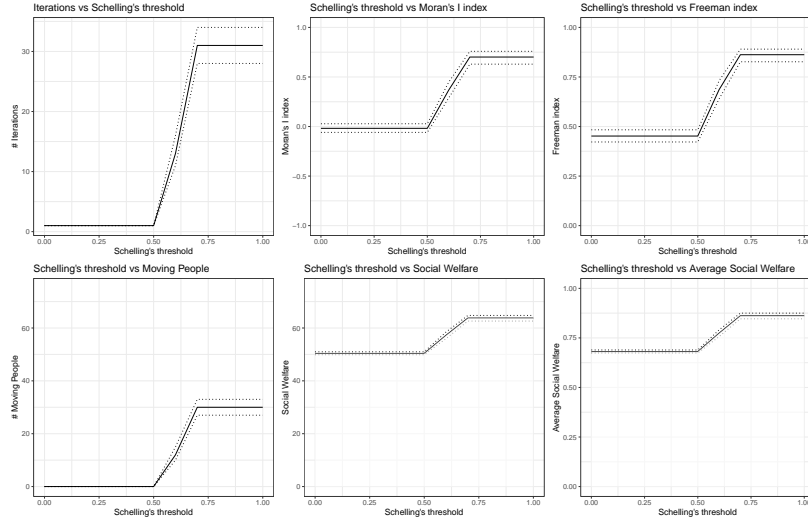 Iterations vs Schelling's threshold
# Iterations
30
20
10
0
0.00 0.25 0.50 0.75 1.00
Schelling's threshold
Schelling's threshold vs Moran's I index
Moran's I index
1.0
0.5
0.0
−0.5
−1.0
0.00 0.25 0.50 0.75 1.00
Schelling's threshold
Schelling's threshold vs Freeman index
Freeman index
1.00
0.75
0.50
0.25
0.00
0.00 0.25 0.50 0.75 1.00
Schelling's threshold
Schelling's threshold vs Moving People
# Moving People
60
40
20
0
0.00 0.25 0.50 0.75 1.00
Schelling's threshold
Schelling's threshold vs Social Welfare
Social Welfare
60
40
20
0
0.00 0.25 0.50 0.75 1.00
Schelling's threshold
Schelling's threshold vs Average Social Welfare
Average Social Welfare
1.00
0.75
0.50
0.25
0.00
0.00 0.25 0.50 0.75 1.00
Schelling's threshold